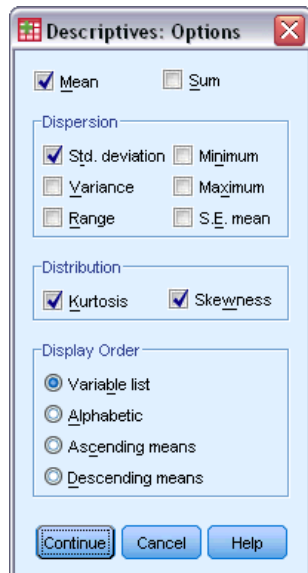 Descriptives: Options
Mean Sum
Dispersion
Std. deviation Minimum
Variance Maximum
Range S.E. mean
Distribution
Kurtosis Skewness
Display Order
Variable list
Alphabetic
Ascending means
Descending means
Continue Cancel Help